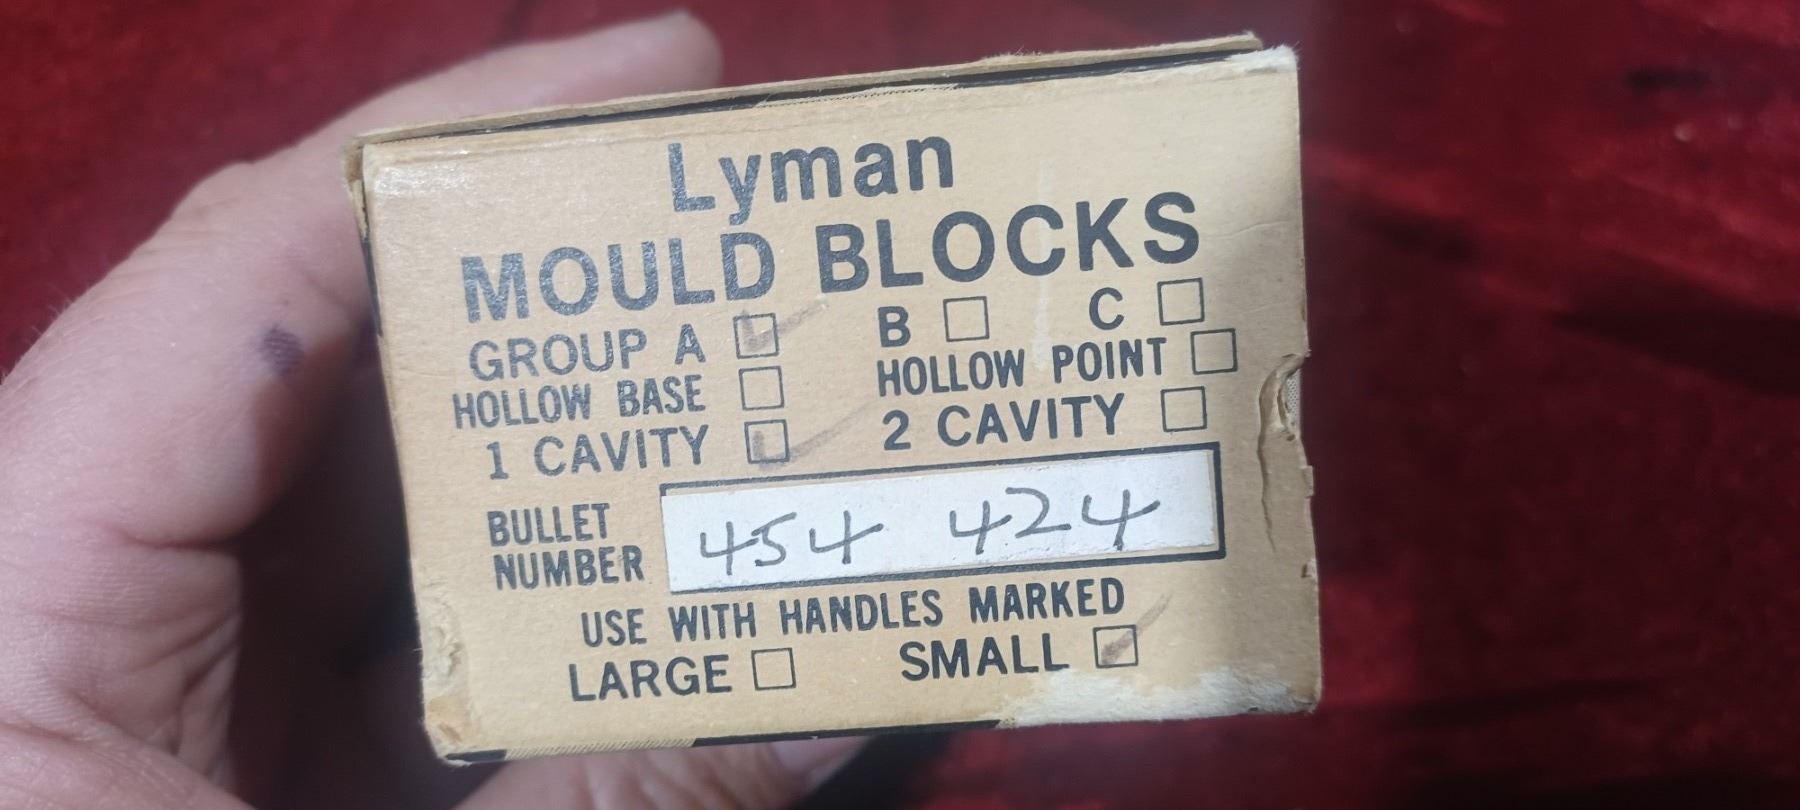 Lyman
MOULD BLOCKS
GROUP A B C
HOLLOW BASE HOLLOW POINT
1 CAVITY 2 CAVITY
BULLET NUMBER 454 424
USE WITH HANDLES MARKED
LARGE SMALL